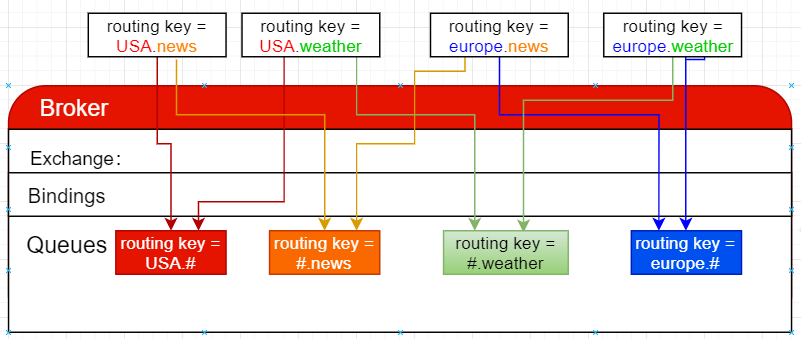 routing key =
USA.news
routing key =
USA.weather
routing key =
europe.news
routing key =
europe.weather
Broker
Exchange:
Bindings
Queues
routing key =
USA.#
routing key =
#.news
routing key =
#.weather
routing key =
europe.#